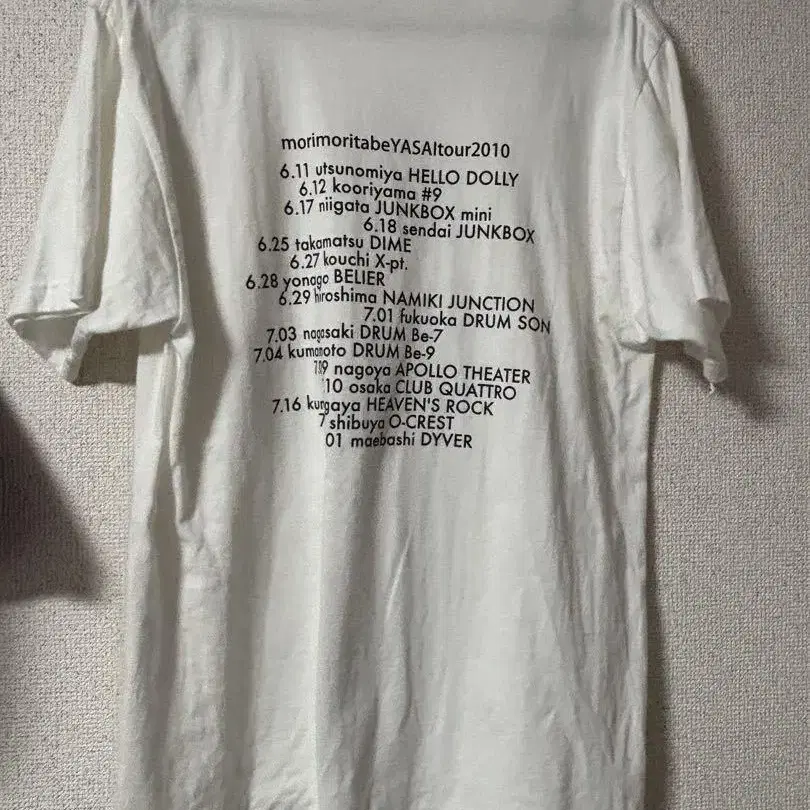 morimoritabeYASAItour2010
6.11 utsunomiya HELLO DOLLY
6.12 kooriyama #9
6.17 niigata JUNKBOX mini
6.18 sendai JUNKBOX
6.25 takamatsu DIME
6.27 kouchi X-pt.
6.28 yonago BELIER
6.29 hiroshima NAMIKI JUNCTION
7.01 fukuoka DRUM SON
7.03 nagasaki DRUM Be-7
7.04 kumamoto DRUM Be-9
nagoya APOLLO THEATER
10 osaka CLUB QUATTRO
7.16 kumgaya HEAVEN'S ROCK
7 shibuya O-CREST
01 maebashi DYVER